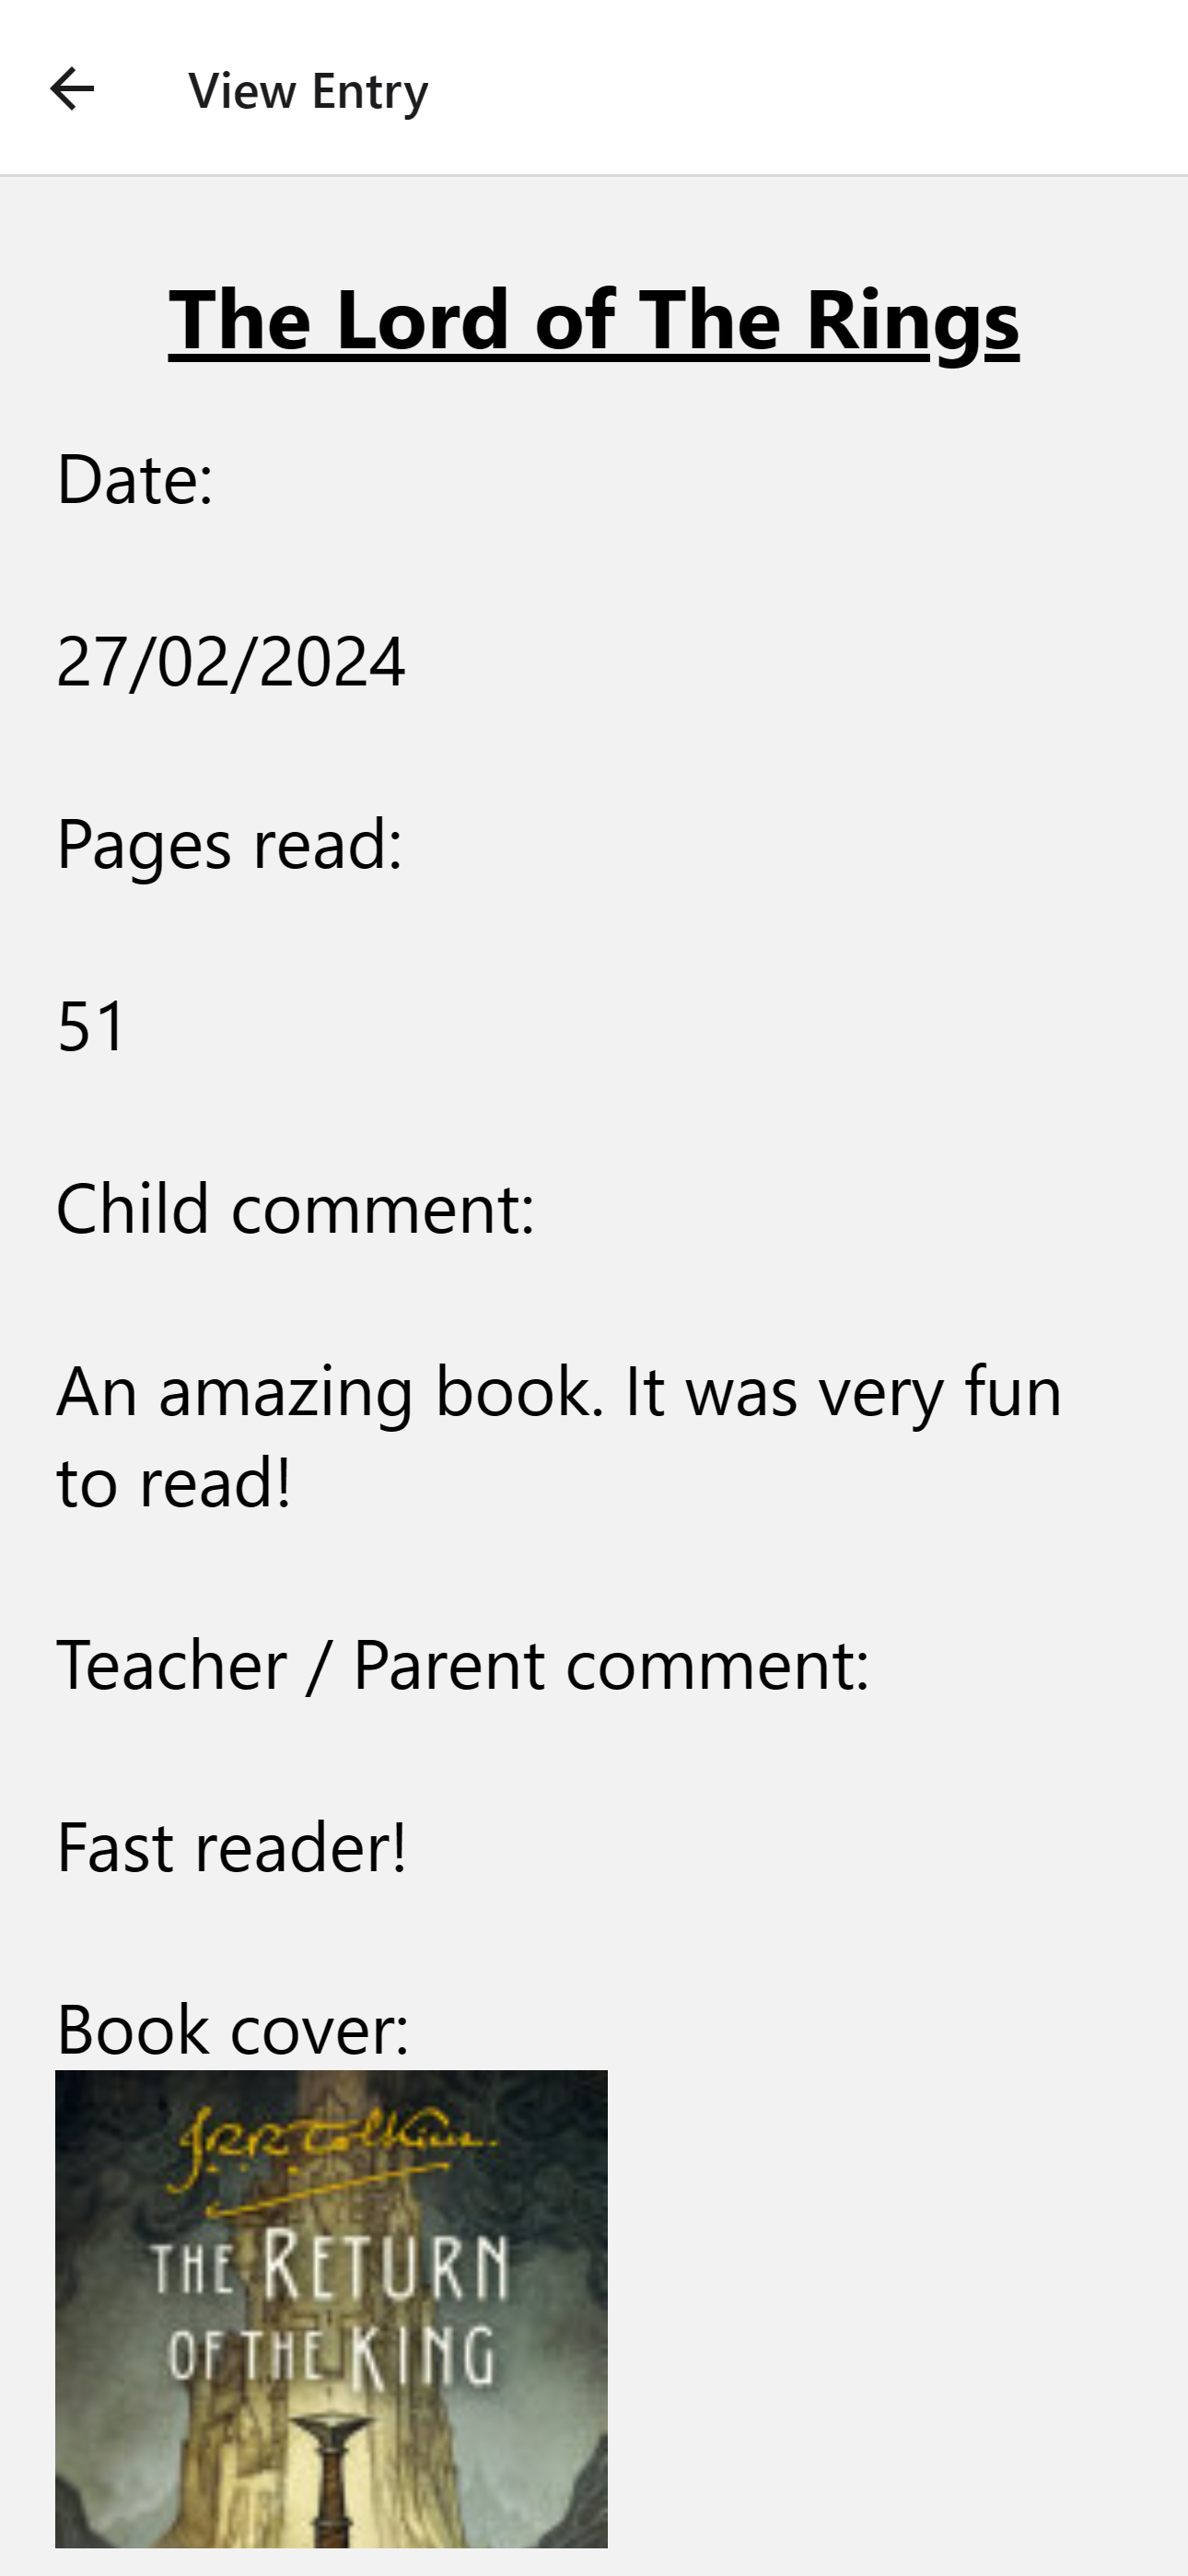 View Entry
The Lord of The Rings
Date:
27/02/2024
Pages read:
51
Child comment:
An amazing book. It was very fun
to read!
Teacher / Parent comment:
Fast reader!
Book cover:
J.R.R. Tolkien.
THE RETURN
OF THE KING